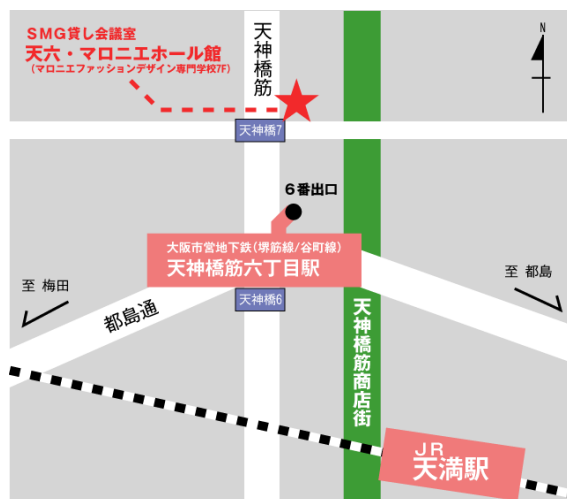 SMG貸し会議室
天六・マロニエホール館
(マロニエファッションデザイン専門学校7F)
天神橋筋
N
天神橋7
6番出口
大阪市営地下鉄(堺筋線/谷町線)
天神橋筋六丁目駅
至 梅田
至 都島
天神橋6
都島通
天神橋筋商店街
JR
天満駅